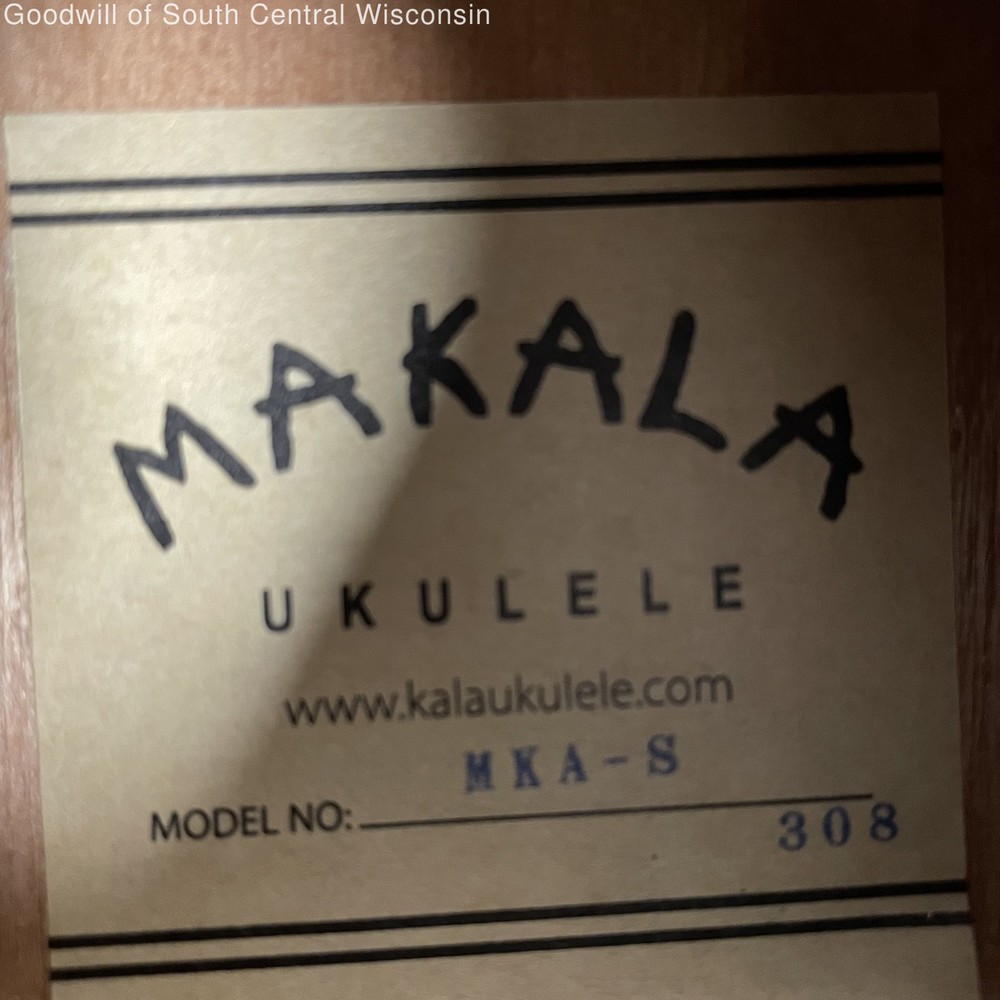 Goodwill of South Central Wisconsin
MAKALA
UKULELE
www.kalaukulele.com
MKA-S
MODEL NO:
308